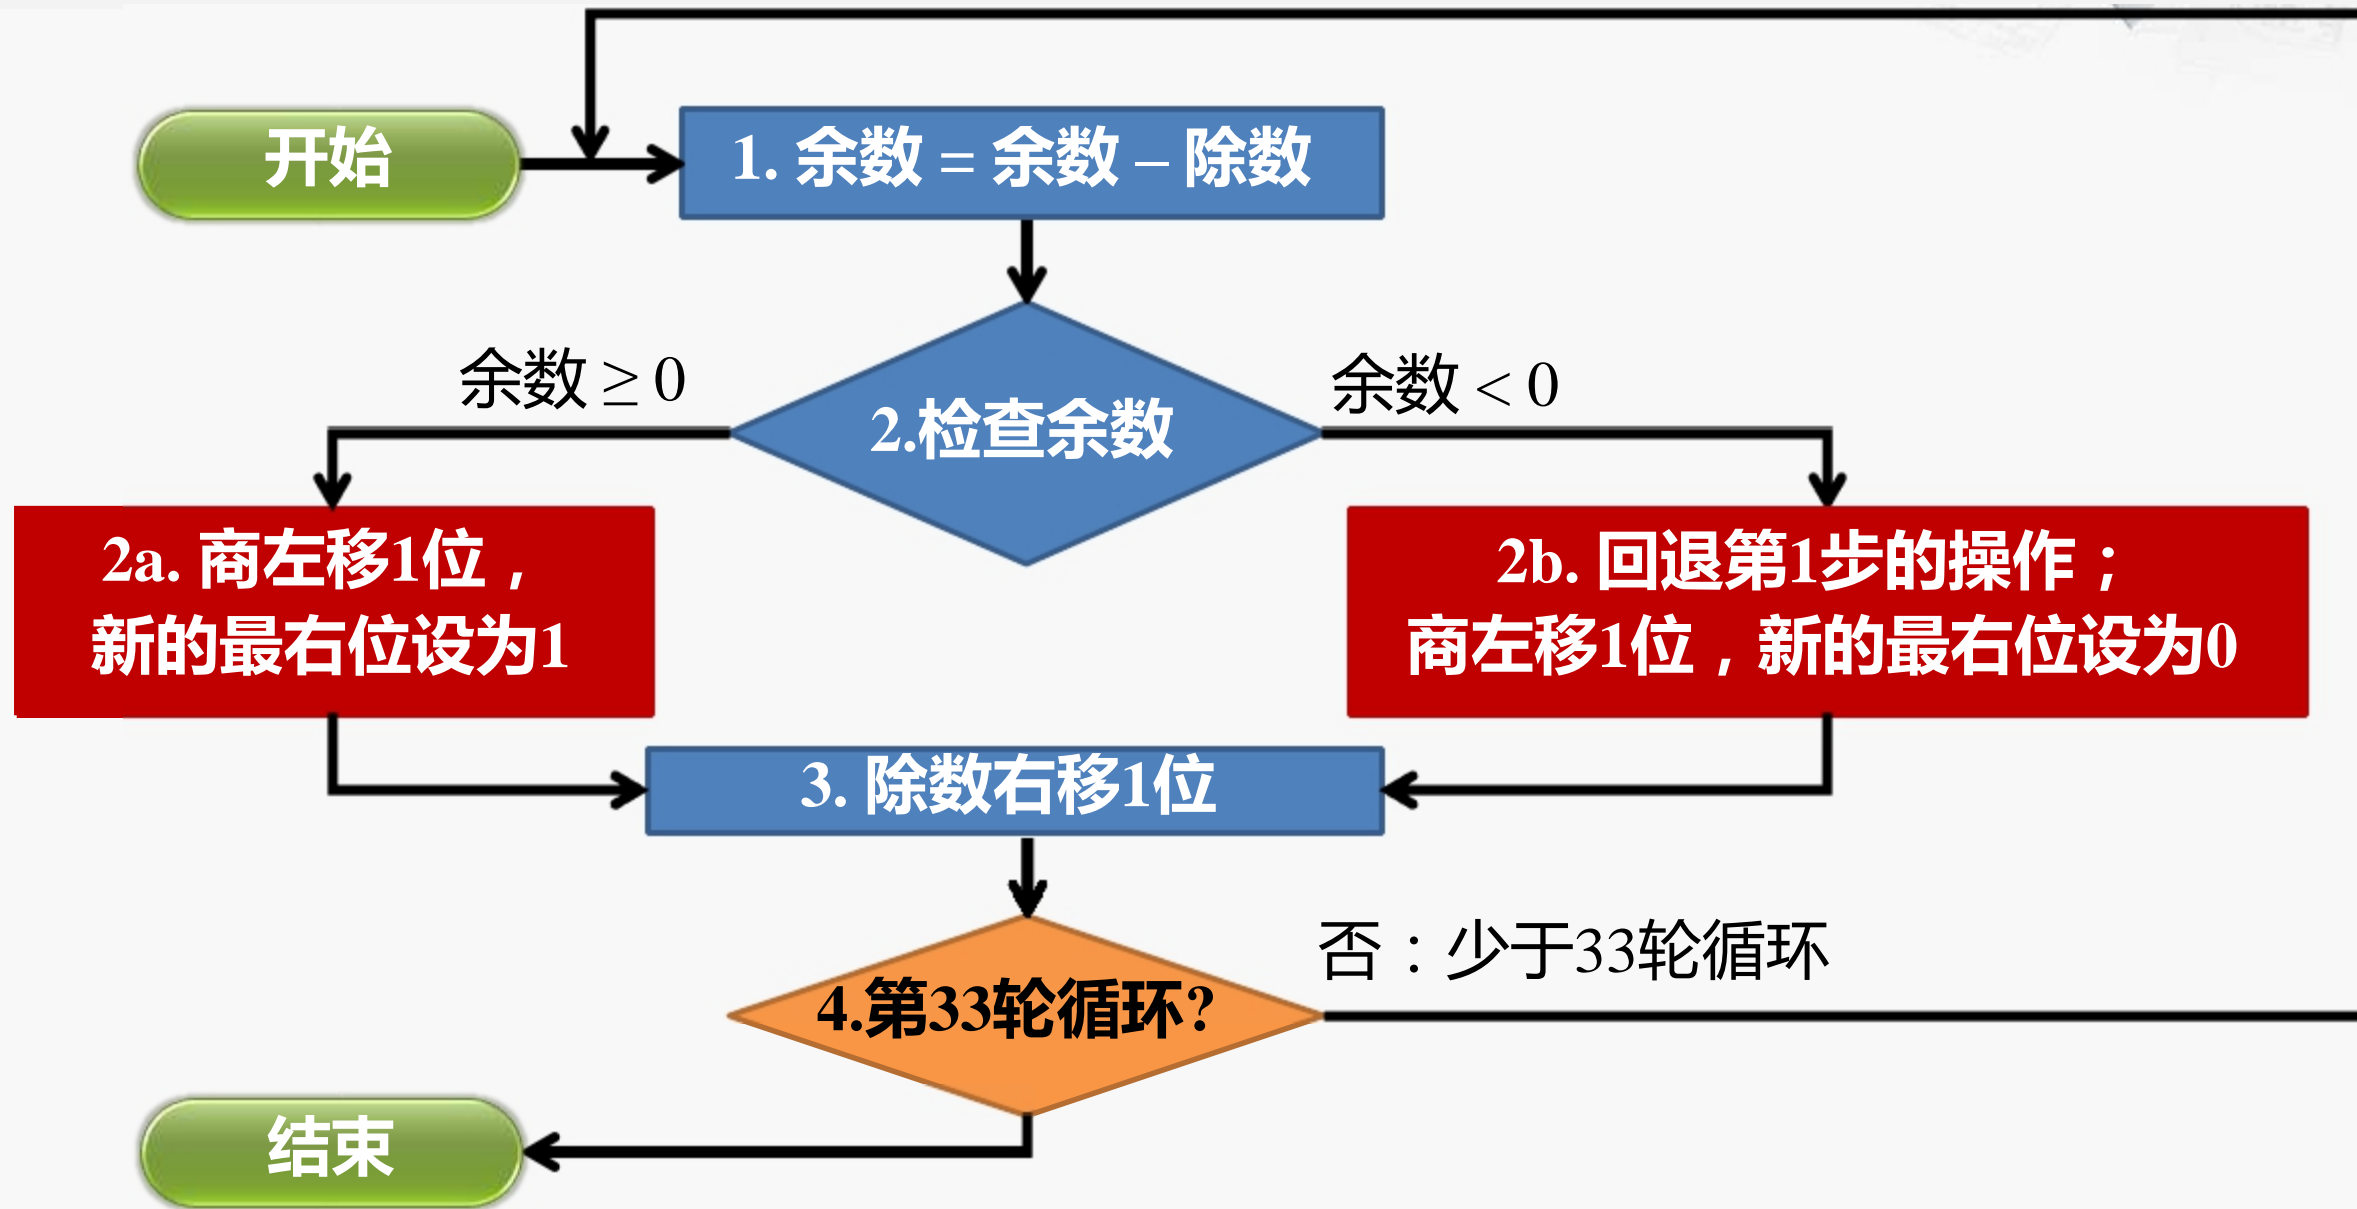 开始
1. 余数 = 余数 – 除数
余数 ≥ 0
余数 < 0
2.检查余数
2a. 商左移1位，
新的最右位设为1
2b. 回退第1步的操作；
商左移1位，新的最右位设为0
3. 除数右移1位
否：少于33轮循环
4.第33轮循环?
结束